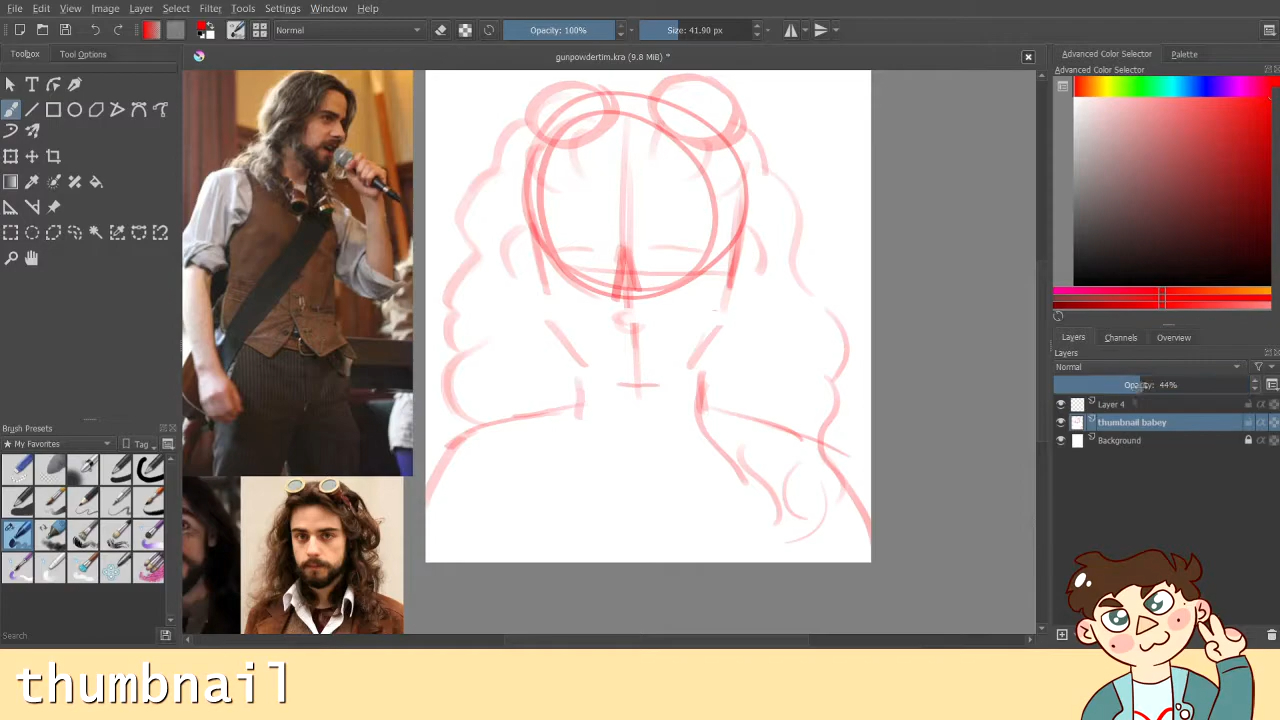 File Edit View Image Layer Select Filter Tools Settings Window Help
Normal Opacity: 100% Size: 41.90 px
Toolbox Tool Options
gunpowdertim.kra (9.8 MiB) *
Advanced Color Selector Palette
Advanced Color Selector
Layers Channels Overview
Layers
Normal
Opacity: 44%
Layer 4
thumbnail babey
Background
Brush Presets
My Favorites Tag
Search
thumbnail